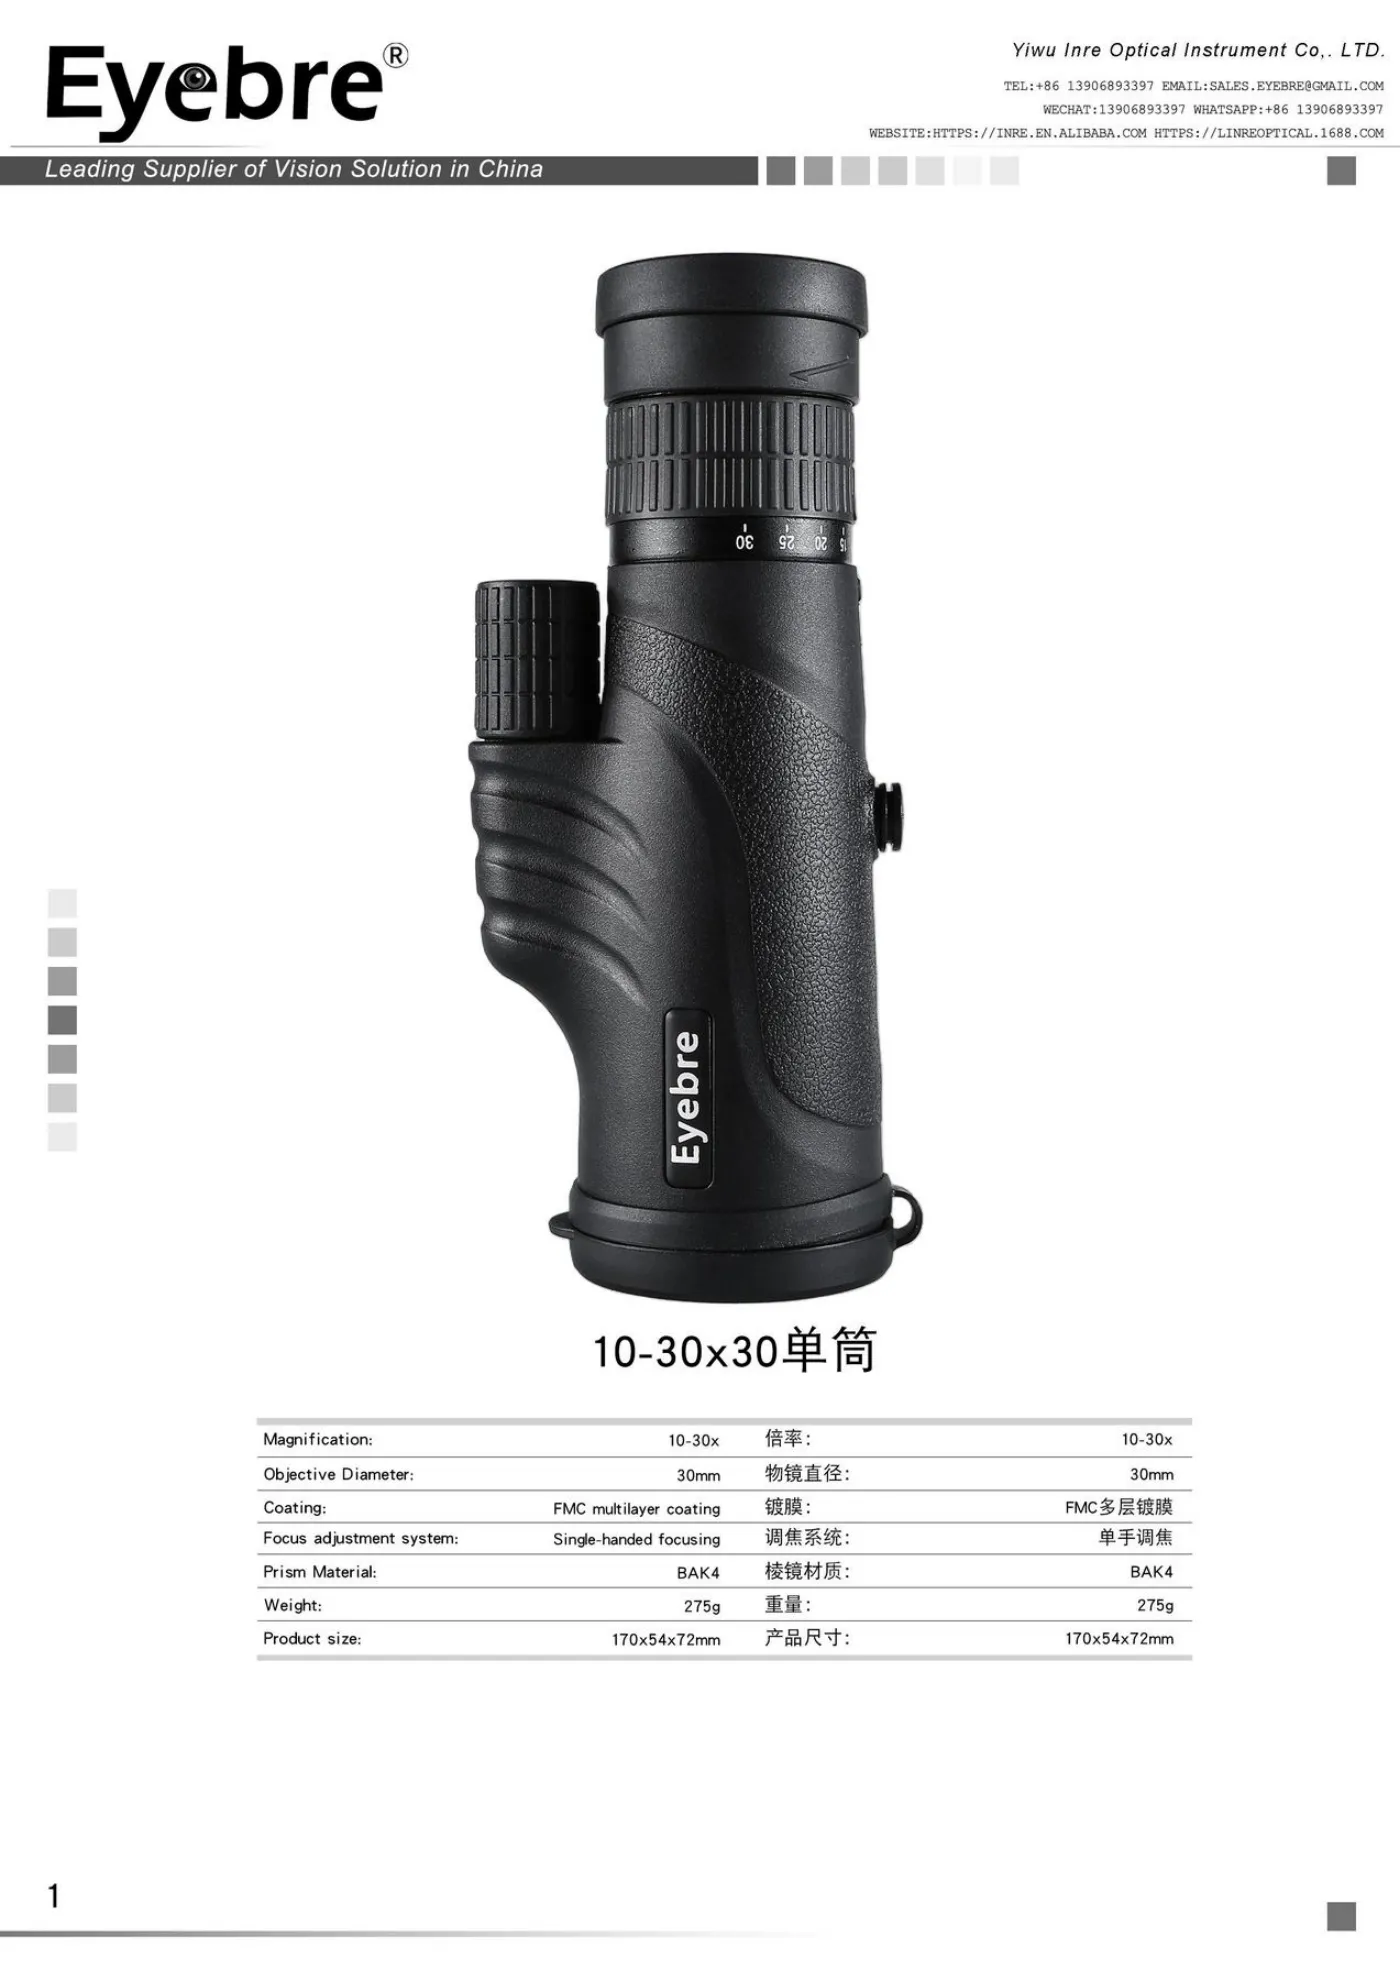 Eyebre®
Yiwu Inre Optical Instrument Co,. LTD.
TEL:+86 13906893397 EMAIL:SALES.EYEBRE@GMAIL.COM
WECHAT:13906893397 WHATSAPP:+86 13906893397
WEBSITE:HTTPS://INRE.EN.ALIBABA.COM HTTPS://LINREOPTICAL.1688.COM
Leading Supplier of Vision Solution in China
30 25 20 15
Eyebre
10-30x30单筒
Magnification: 10-30x 倍率: 10-30x
Objective Diameter: 30mm 物镜直径: 30mm
Coating: FMC multilayer coating 镀膜: FMC多层镀膜
Focus adjustment system: Single-handed focusing 调焦系统: 单手调焦
Prism Material: BAK4 棱镜材质: BAK4
Weight: 275g 重量: 275g
Product size: 170x54x72mm 产品尺寸: 170x54x72mm
1